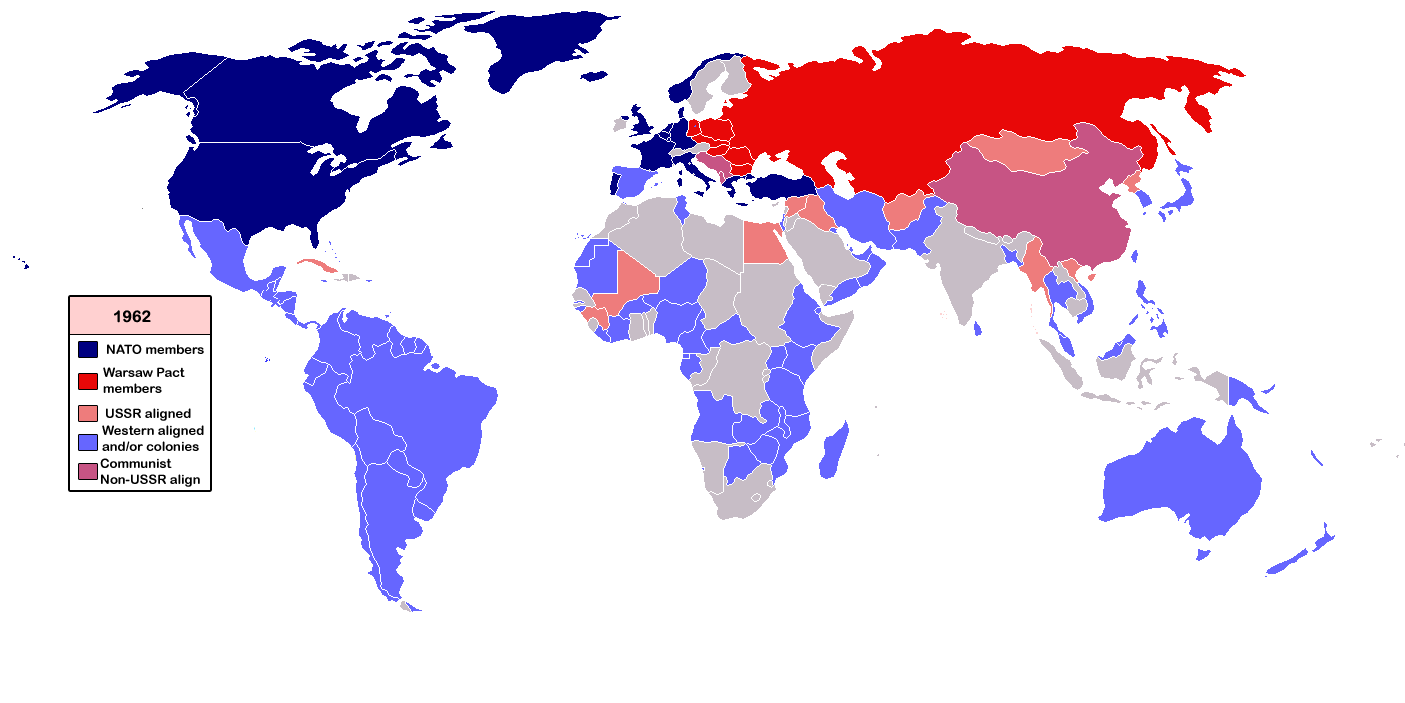 1962
NATO members
Warsaw Pact
members
USSR aligned
Western aligned
and/or colonies
Communist
Non-USSR align